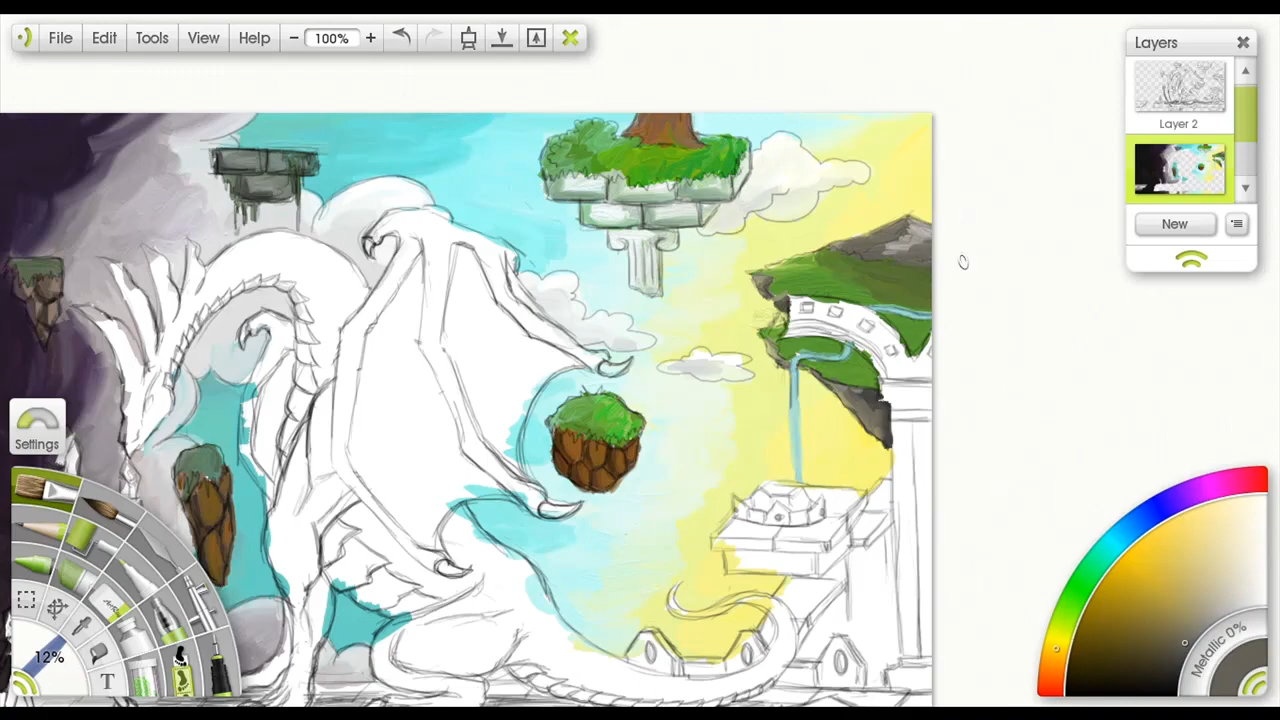 File Edit Tools View Help − 100% +
Layers
Layer 2
New
Settings
12%
T
Metallic 0%